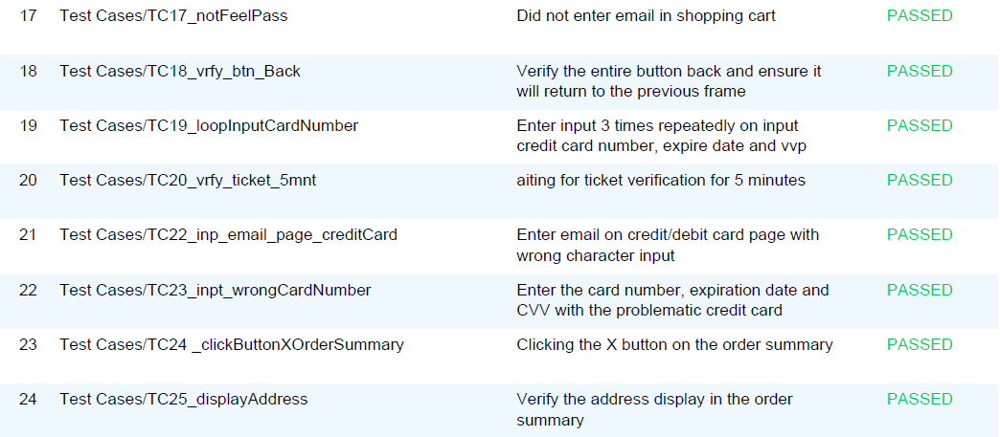 17 Test Cases/TC17_notFeelPass Did not enter email in shopping cart PASSED
18 Test Cases/TC18_vrfy_btn_Back Verify the entire button back and ensure it PASSED
will return to the previous frame
19 Test Cases/TC19_loopInputCardNumber Enter input 3 times repeatedly on input PASSED
credit card number, expire date and vvp
20 Test Cases/TC20_vrfy_ticket_5mnt aiting for ticket verification for 5 minutes PASSED
21 Test Cases/TC22_inp_email_page_creditCard Enter email on credit/debit card page with PASSED
wrong character input
22 Test Cases/TC23_inpt_wrongCardNumber Enter the card number, expiration date and PASSED
CVV with the problematic credit card
23 Test Cases/TC24 _clickButtonXOrderSummary Clicking the X button on the order summary PASSED
24 Test Cases/TC25_displayAddress Verify the address display in the order PASSED
summary